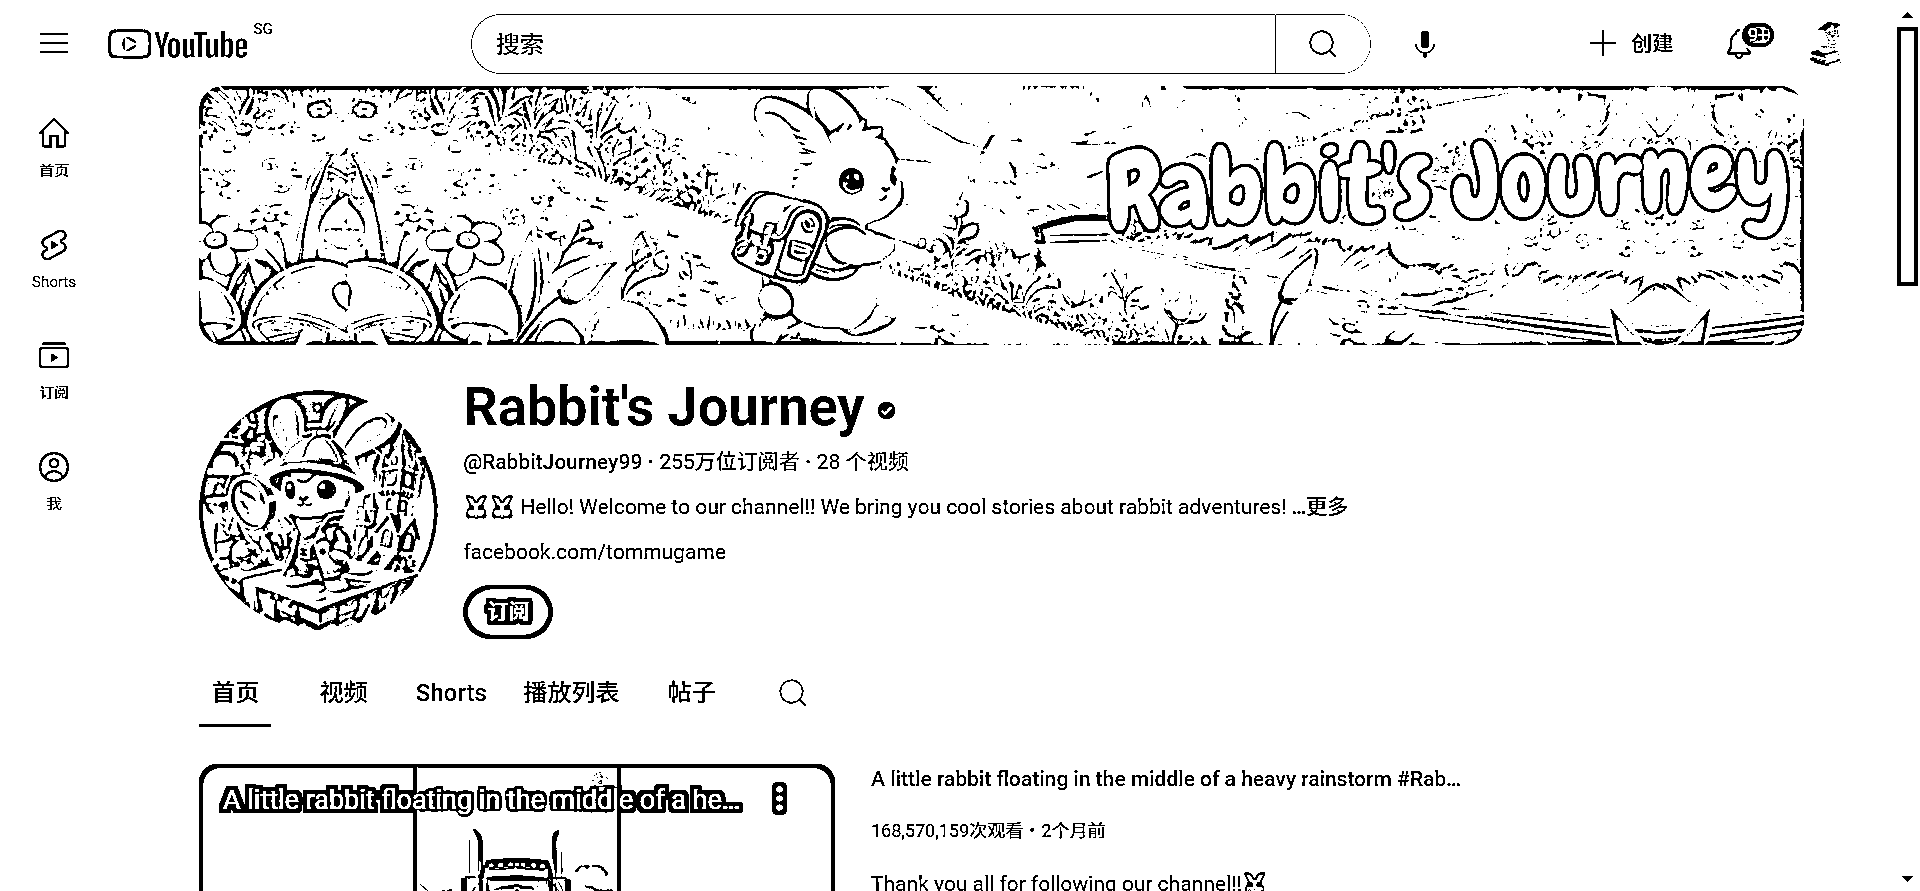 YouTube SG
搜索
创建
9+
首页
Shorts
订阅
我
Rabbit's Journey
Rabbit's Journey
@RabbitJourney99 · 255万位订阅者 · 28 个视频
Hello! Welcome to our channel!! We bring you cool stories about rabbit adventures! ...更多
facebook.com/tommugame
订阅
首页 视频 Shorts 播放列表 帖子
A little rabbit floating in the middle of a he...
A little rabbit floating in the middle of a heavy rainstorm #Rab...
168,570,159次观看 • 2个月前
Thank you all for following our channel!!